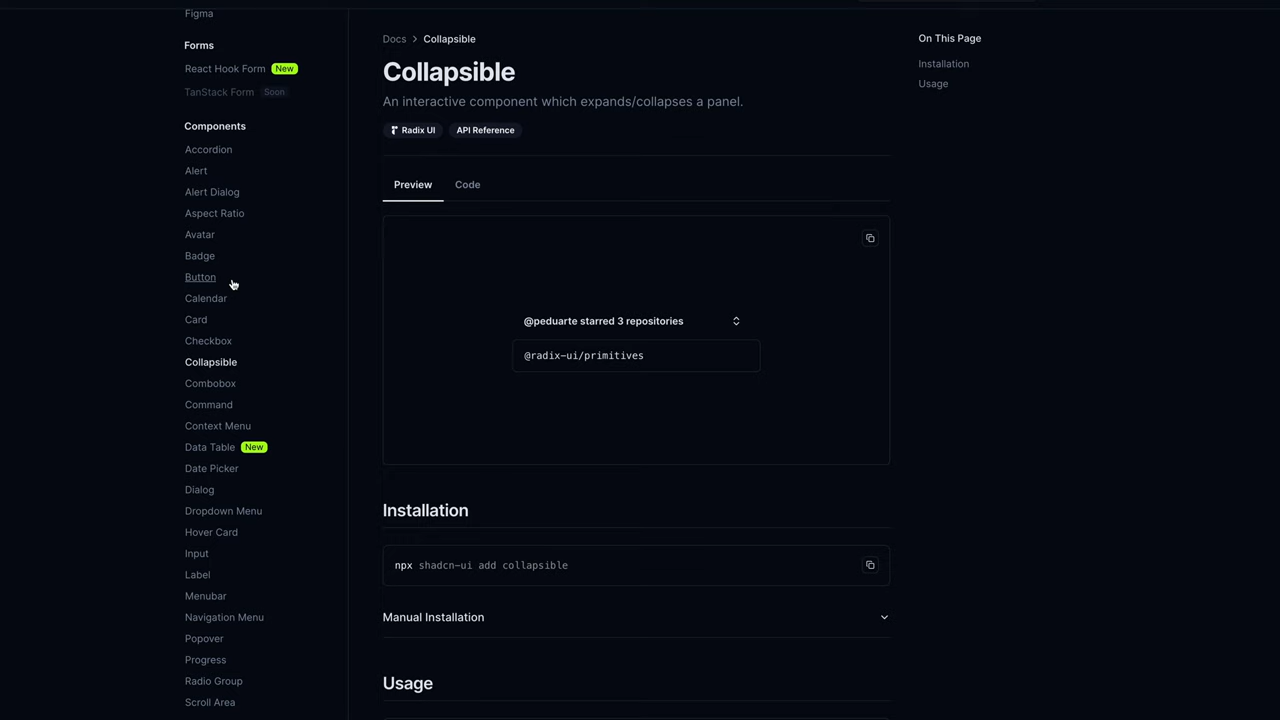 Figma
Forms
React Hook Form New
TanStack Form Soon
Components
Accordion
Alert
Alert Dialog
Aspect Ratio
Avatar
Badge
Button
Calendar
Card
Checkbox
Collapsible
Combobox
Command
Context Menu
Data Table New
Date Picker
Dialog
Dropdown Menu
Hover Card
Input
Label
Menubar
Navigation Menu
Popover
Progress
Radio Group
Scroll Area
Docs > Collapsible
Collapsible
An interactive component which expands/collapses a panel.
Radix UI API Reference
Preview Code
@peduarte starred 3 repositories
@radix-ui/primitives
Installation
npx shadcn-ui add collapsible
Manual Installation
Usage
On This Page
Installation
Usage